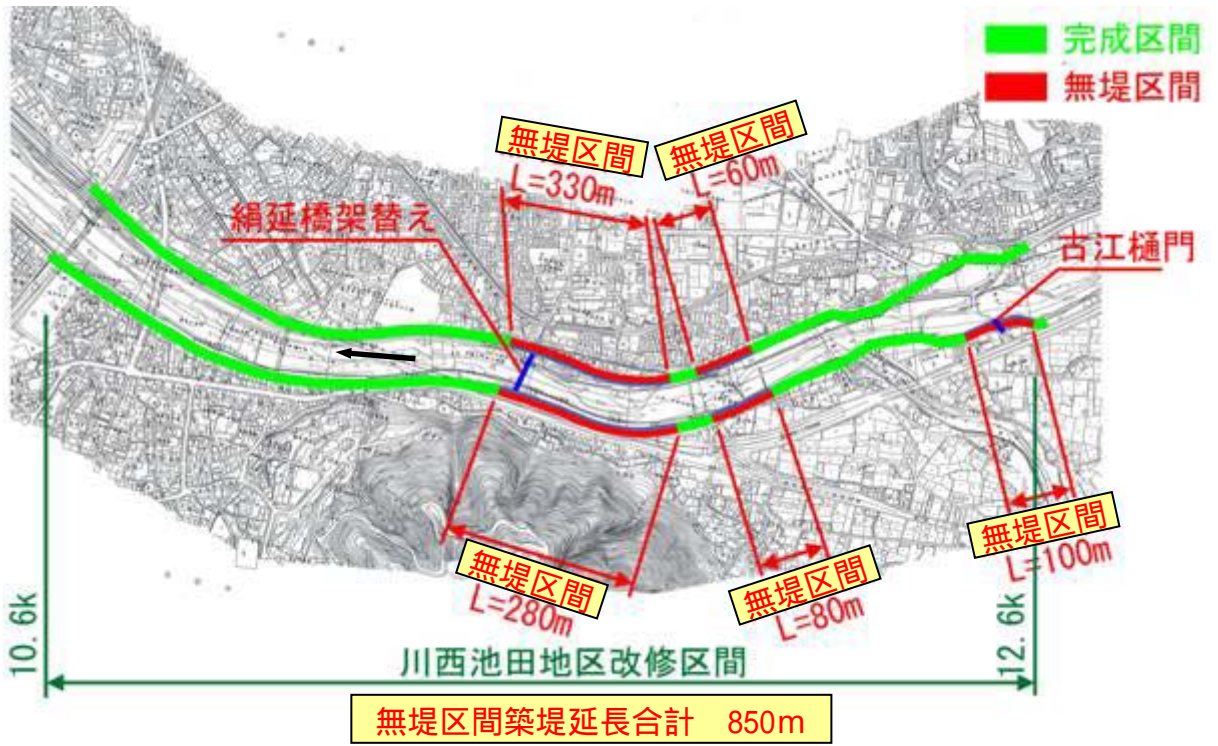 完成区間
無堤区間
無堤区間
L=330m
無堤区間
L=60m
絹延橋架替え
古江樋門
無堤区間
L=280m
無堤区間
L=80m
無堤区間
L=100m
10.6k
12.6k
川西池田地区改修区間
無堤区間築堤延長合計 850m